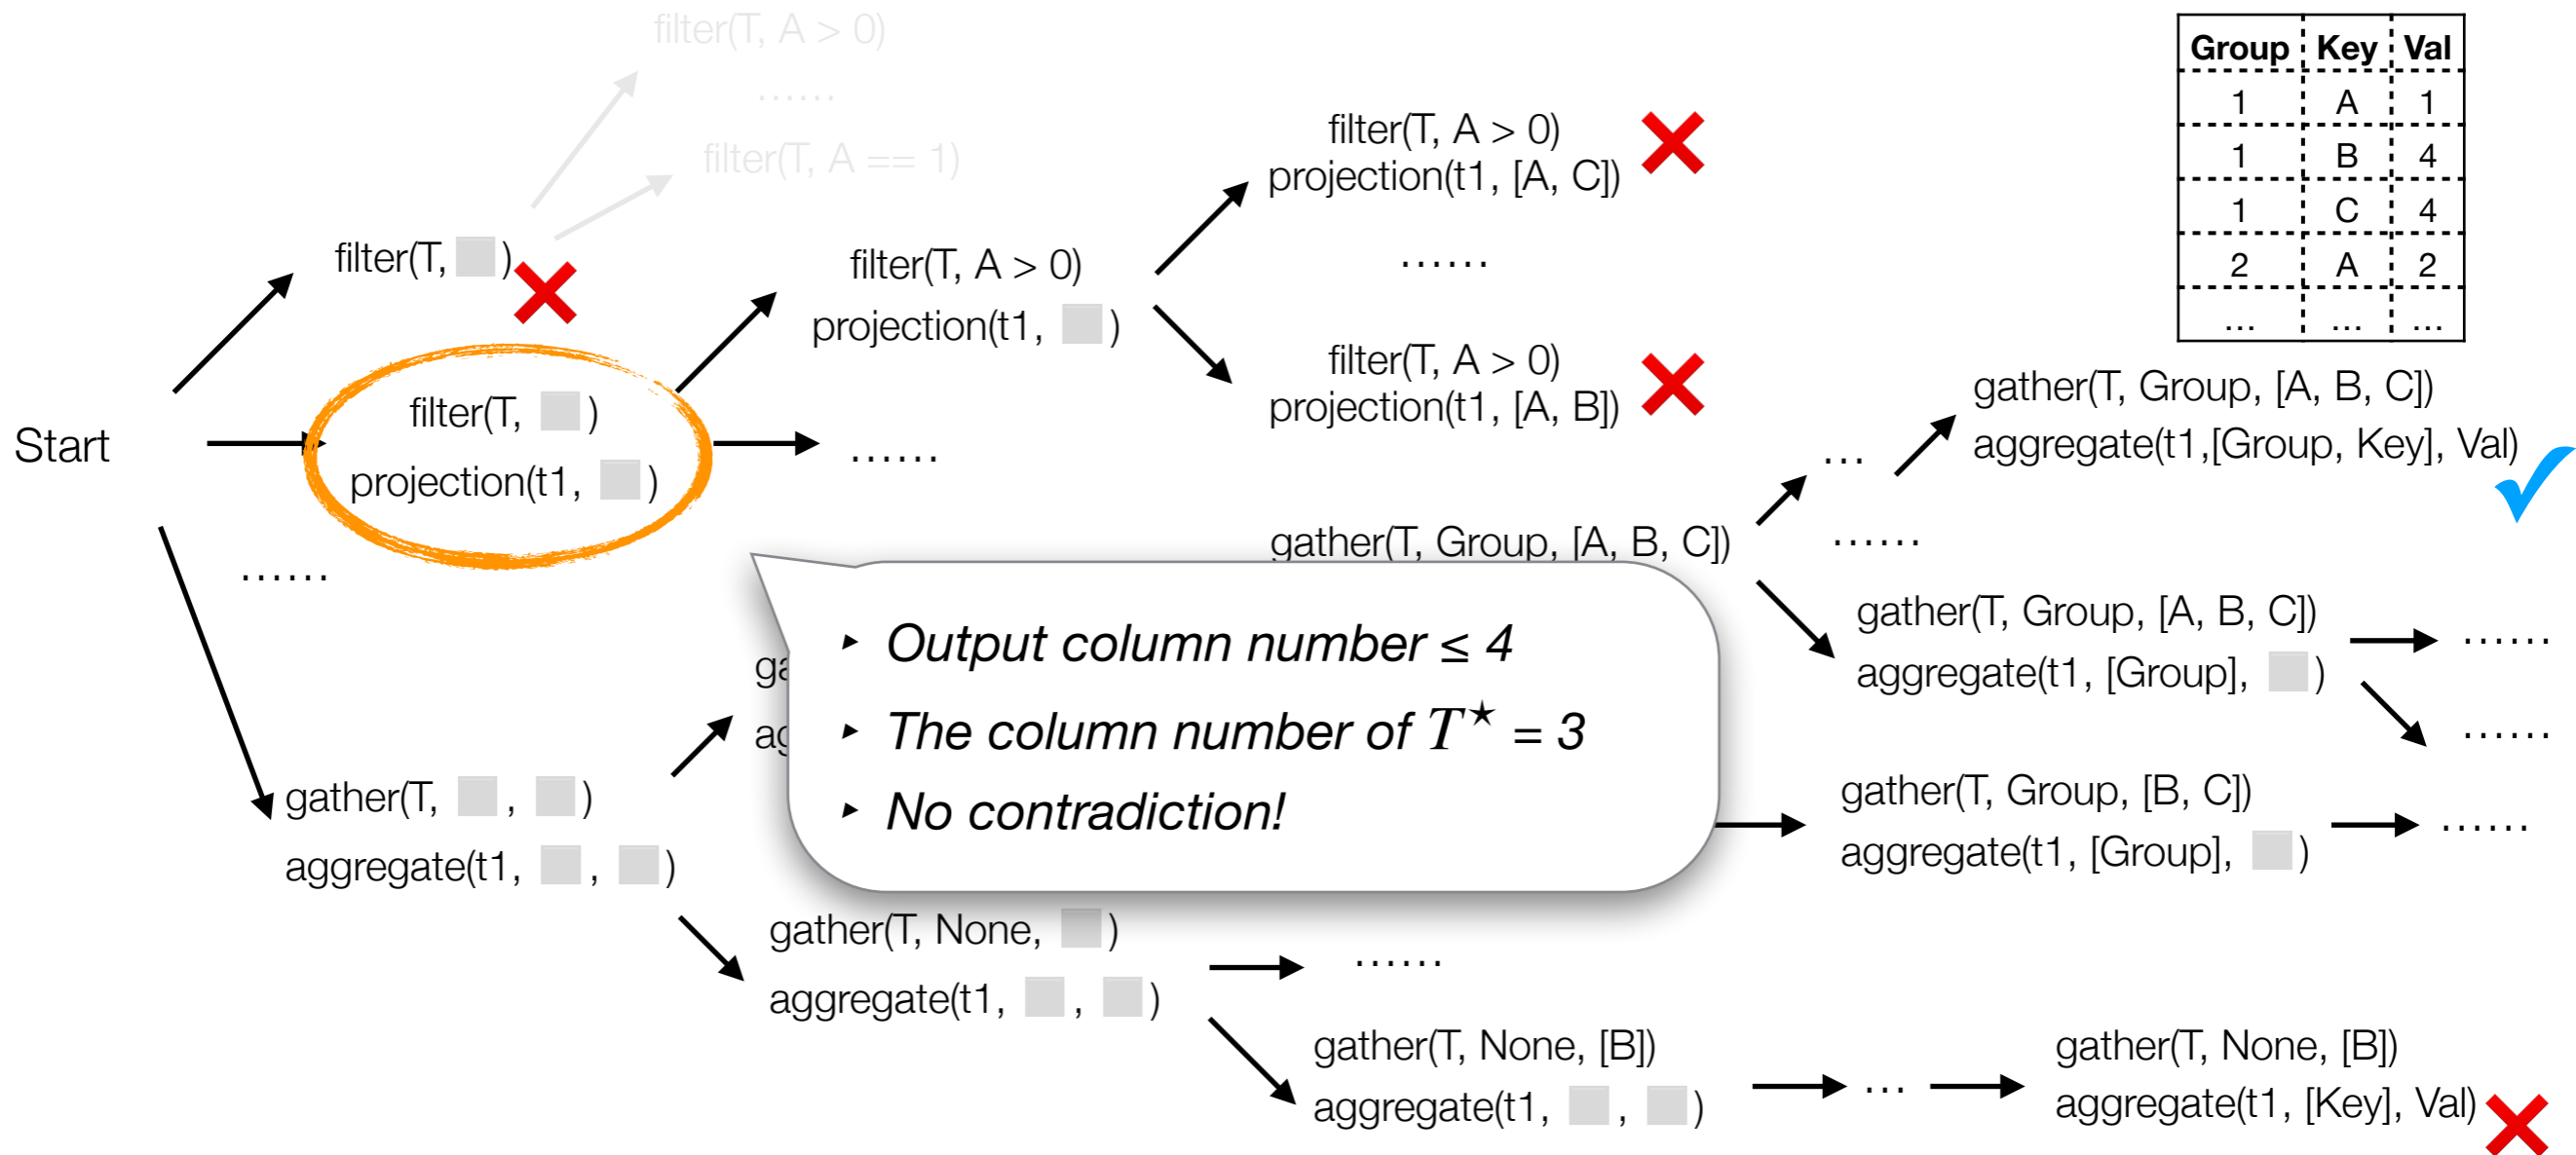 filter(T, A > 0)
......
filter(T, A == 1)
Group Key Val
1 A 1
1 B 4
1 C 4
2 A 2
... ... ...
filter(T, )
filter(T, A > 0)
projection(t1, )
filter(T, A > 0)
projection(t1, [A, C])
......
filter(T, A > 0)
projection(t1, [A, B])
Start
filter(T, )
projection(t1, )
......
......
gather(T, Group, [A, B, C])
...
gather(T, Group, [A, B, C])
aggregate(t1,[Group, Key], Val)
......
gather(T, Group, [A, B, C])
aggregate(t1, [Group], )
......
......
‣ Output column number ≤ 4
‣ The column number of T★ = 3
‣ No contradiction!
gather(T, , )
aggregate(t1, , )
gather(T, Group, [B, C])
aggregate(t1, [Group], )
......
gather(T, None, )
aggregate(t1, , )
......
gather(T, None, [B])
aggregate(t1, , )
...
gather(T, None, [B])
aggregate(t1, [Key], Val)